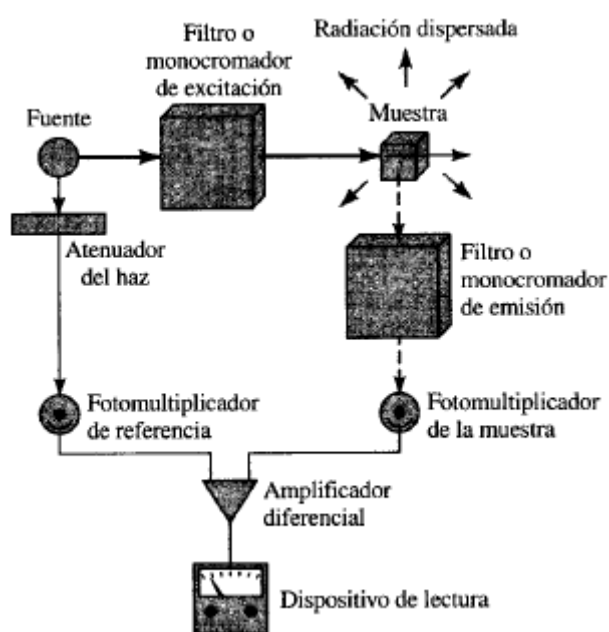 Filtro o
monocromador
de excitación
Radiación dispersada
Fuente
Muestra
Atenuador
del haz
Filtro o
monocromador
de emisión
Fotomultiplicador
de referencia
Fotomultiplicador
de la muestra
Amplificador
diferencial
Dispositivo de lectura